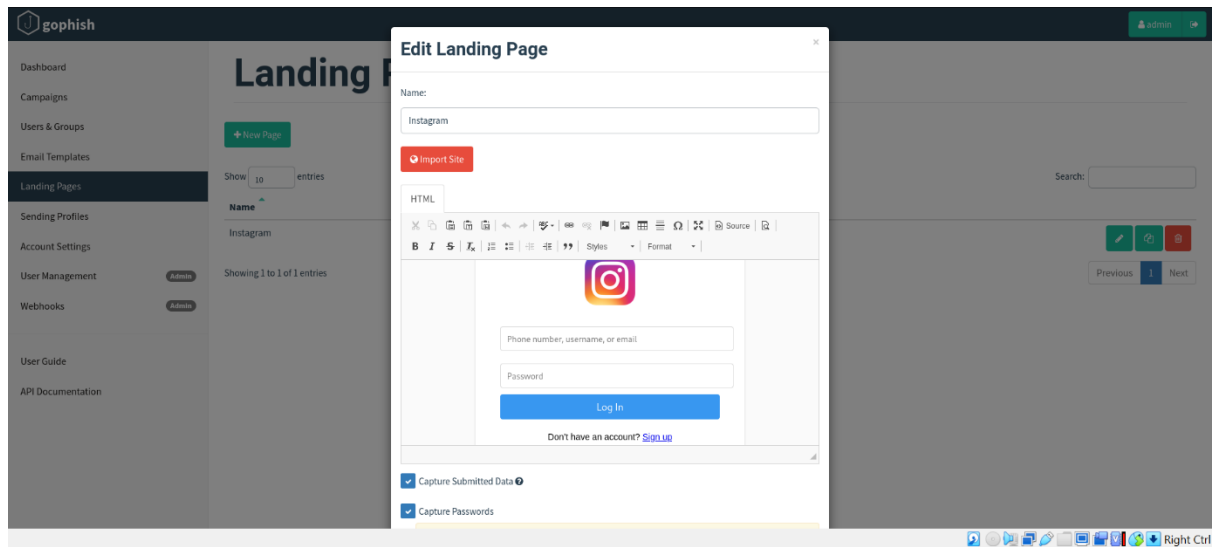 gophish
admin
Dashboard
Campaigns
Users & Groups
Email Templates
Landing Pages
Sending Profiles
Account Settings
User Management Admin
Webhooks Admin
User Guide
API Documentation
Landing
+ New Page
Show 10 entries
Search:
Name
Instagram
Showing 1 to 1 of 1 entries
Previous 1 Next
Edit Landing Page
×
Name:
Instagram
Import Site
HTML
Source
B I S Tx Styles Format
Phone number, username, or email
Password
Log In
Don't have an account? Sign up
Capture Submitted Data
Capture Passwords
Right Ctrl